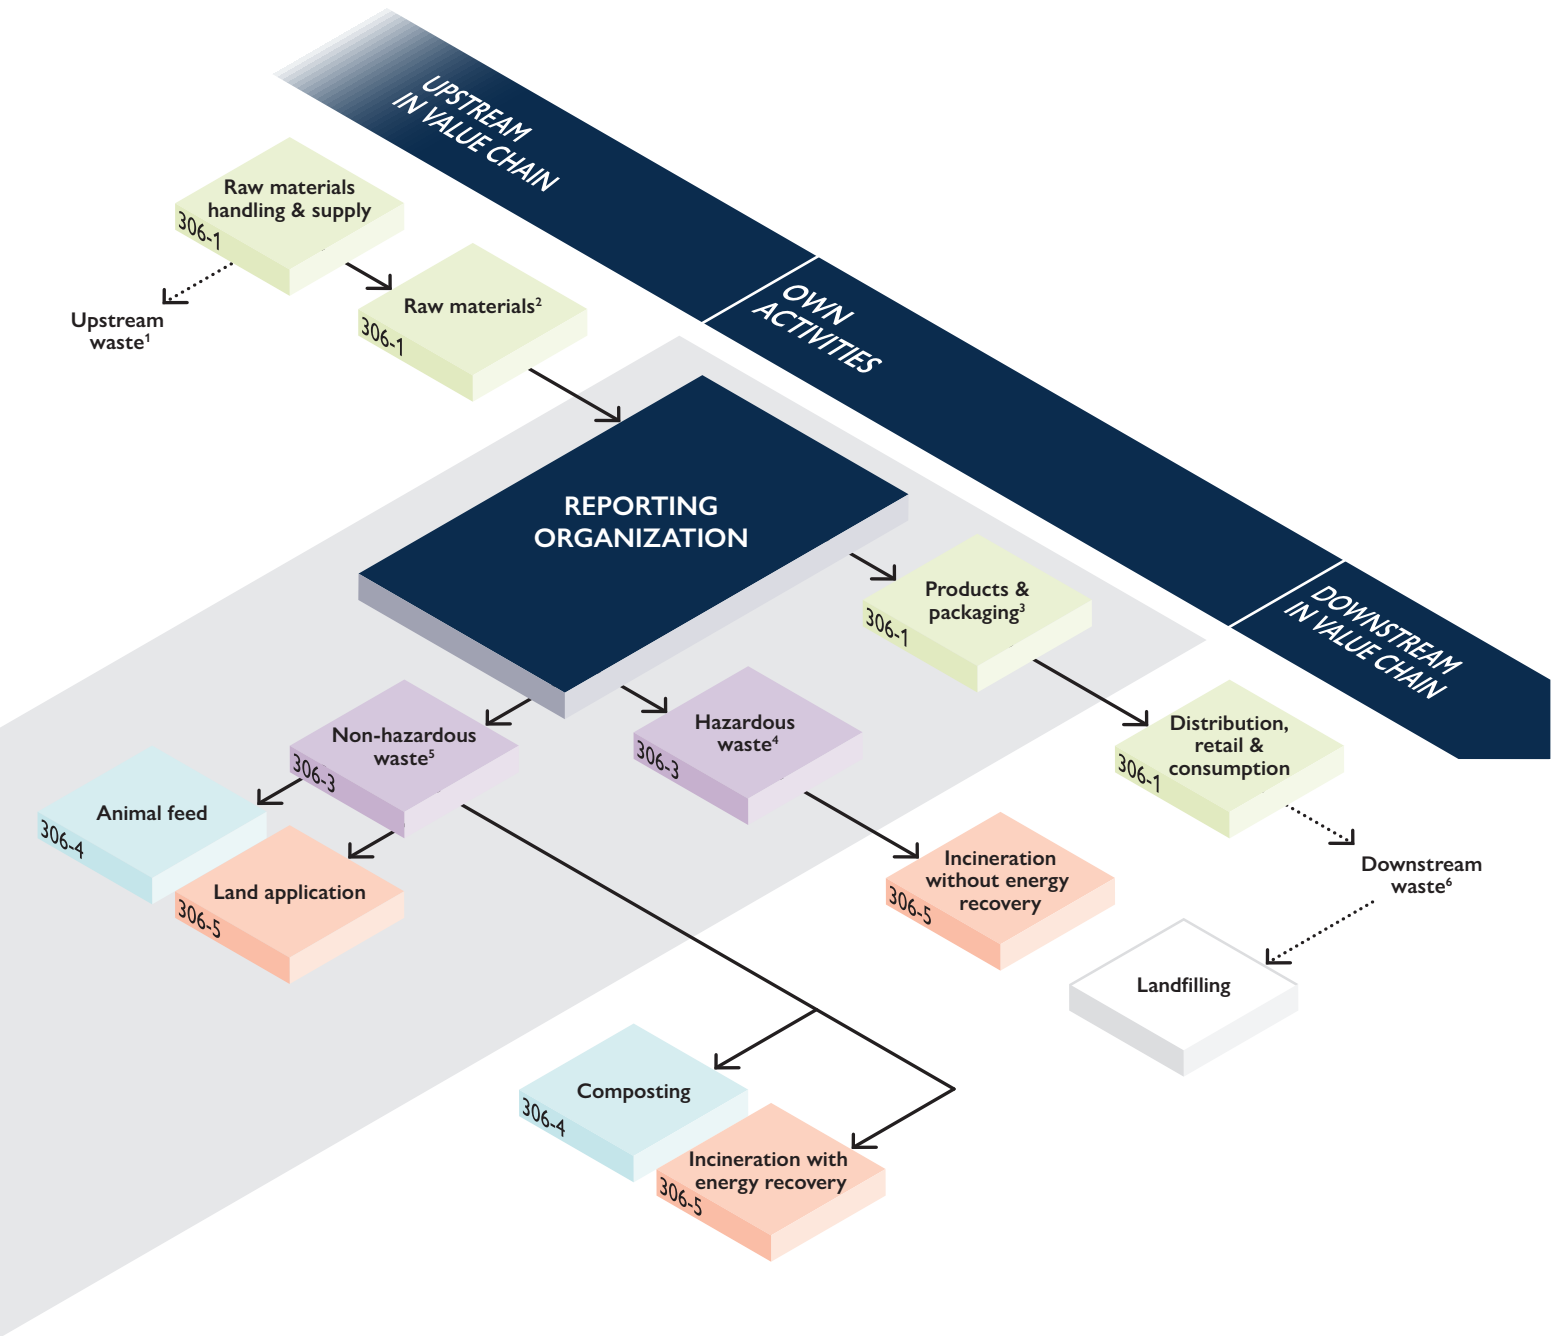 UPSTREAM
IN VALUE CHAIN
Raw materials
handling & supply
306-1
Upstream
waste¹
Raw materials²
306-1
OWN
ACTIVITIES
REPORTING
ORGANIZATION
Products &
packaging³
306-1
DOWNSTREAM
IN VALUE CHAIN
Non-hazardous
waste⁵
306-3
Hazardous
waste⁴
306-3
Distribution,
retail &
consumption
306-1
Animal feed
306-4
Land application
306-5
Incineration
without energy
recovery
306-5
Downstream
waste⁶
Landfilling
Composting
306-4
Incineration with
energy recovery
306-5